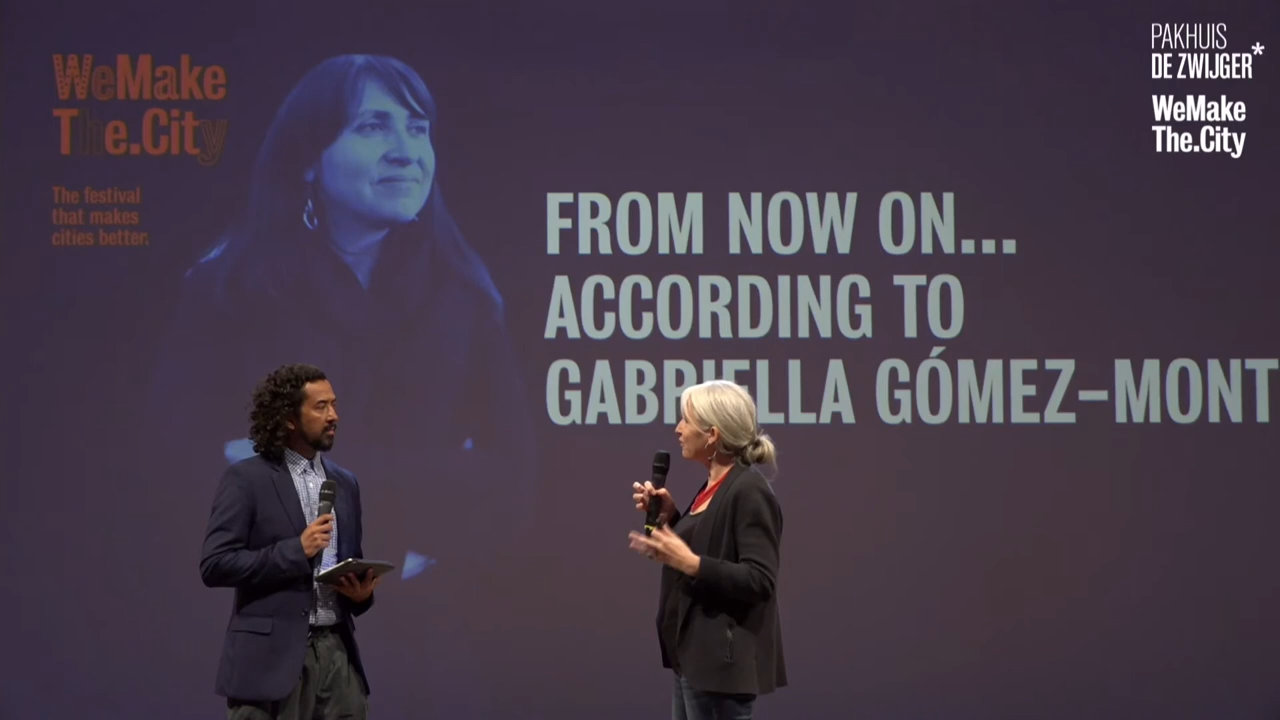 WeMake
The.City
The festival
that makes
cities better.
FROM NOW ON...
ACCORDING TO
GABRIELLA GÓMEZ-MONT
PAKHUIS
DE ZWIJGER*
WeMake
The.City